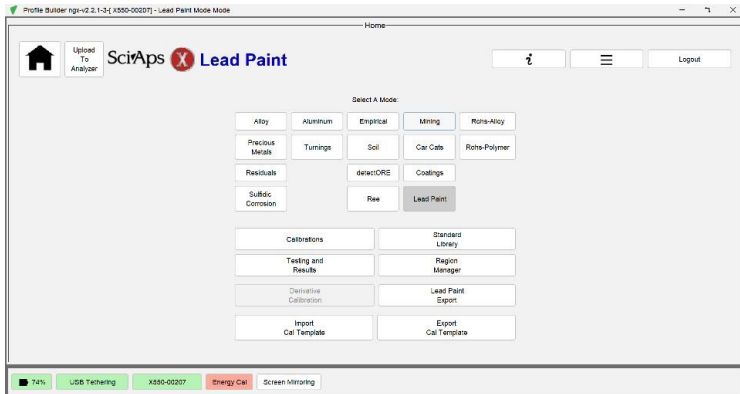 Profile Builder ngx-v2.2.1-3-[ X550-00207] - Lead Paint Mode Mode
Home
Upload
To
Analyzer
SciAps X Lead Paint
i
Logout
Select A Mode:
Alloy
Aluminum
Empirical
Mining
Rohs-Alloy
Precious
Metals
Turnings
Soil
Car Cats
Rohs-Polymer
Residuals
detectORE
Coatings
Sulfidic
Corrosion
Ree
Lead Paint
Calibrations
Standard
Library
Testing and
Results
Region
Manager
Derivative
Calibration
Lead Paint
Export
Import
Cal Template
Export
Cal Template
74%
USB Tethering
X550-00207
Energy Cal
Screen Mirroring